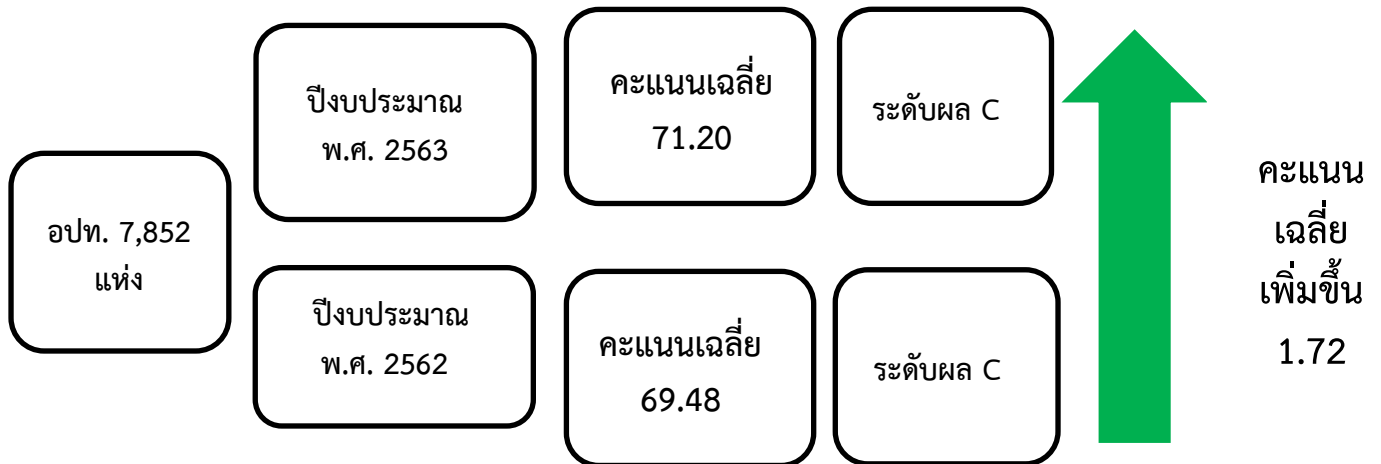 อปท. 7,852
แห่ง
ปีงบประมาณ
พ.ศ. 2563
คะแนนเฉลี่ย
71.20
ระดับผล C
ปีงบประมาณ
พ.ศ. 2562
คะแนนเฉลี่ย
69.48
ระดับผล C
คะแนน
เฉลี่ย
เพิ่มขึ้น
1.72